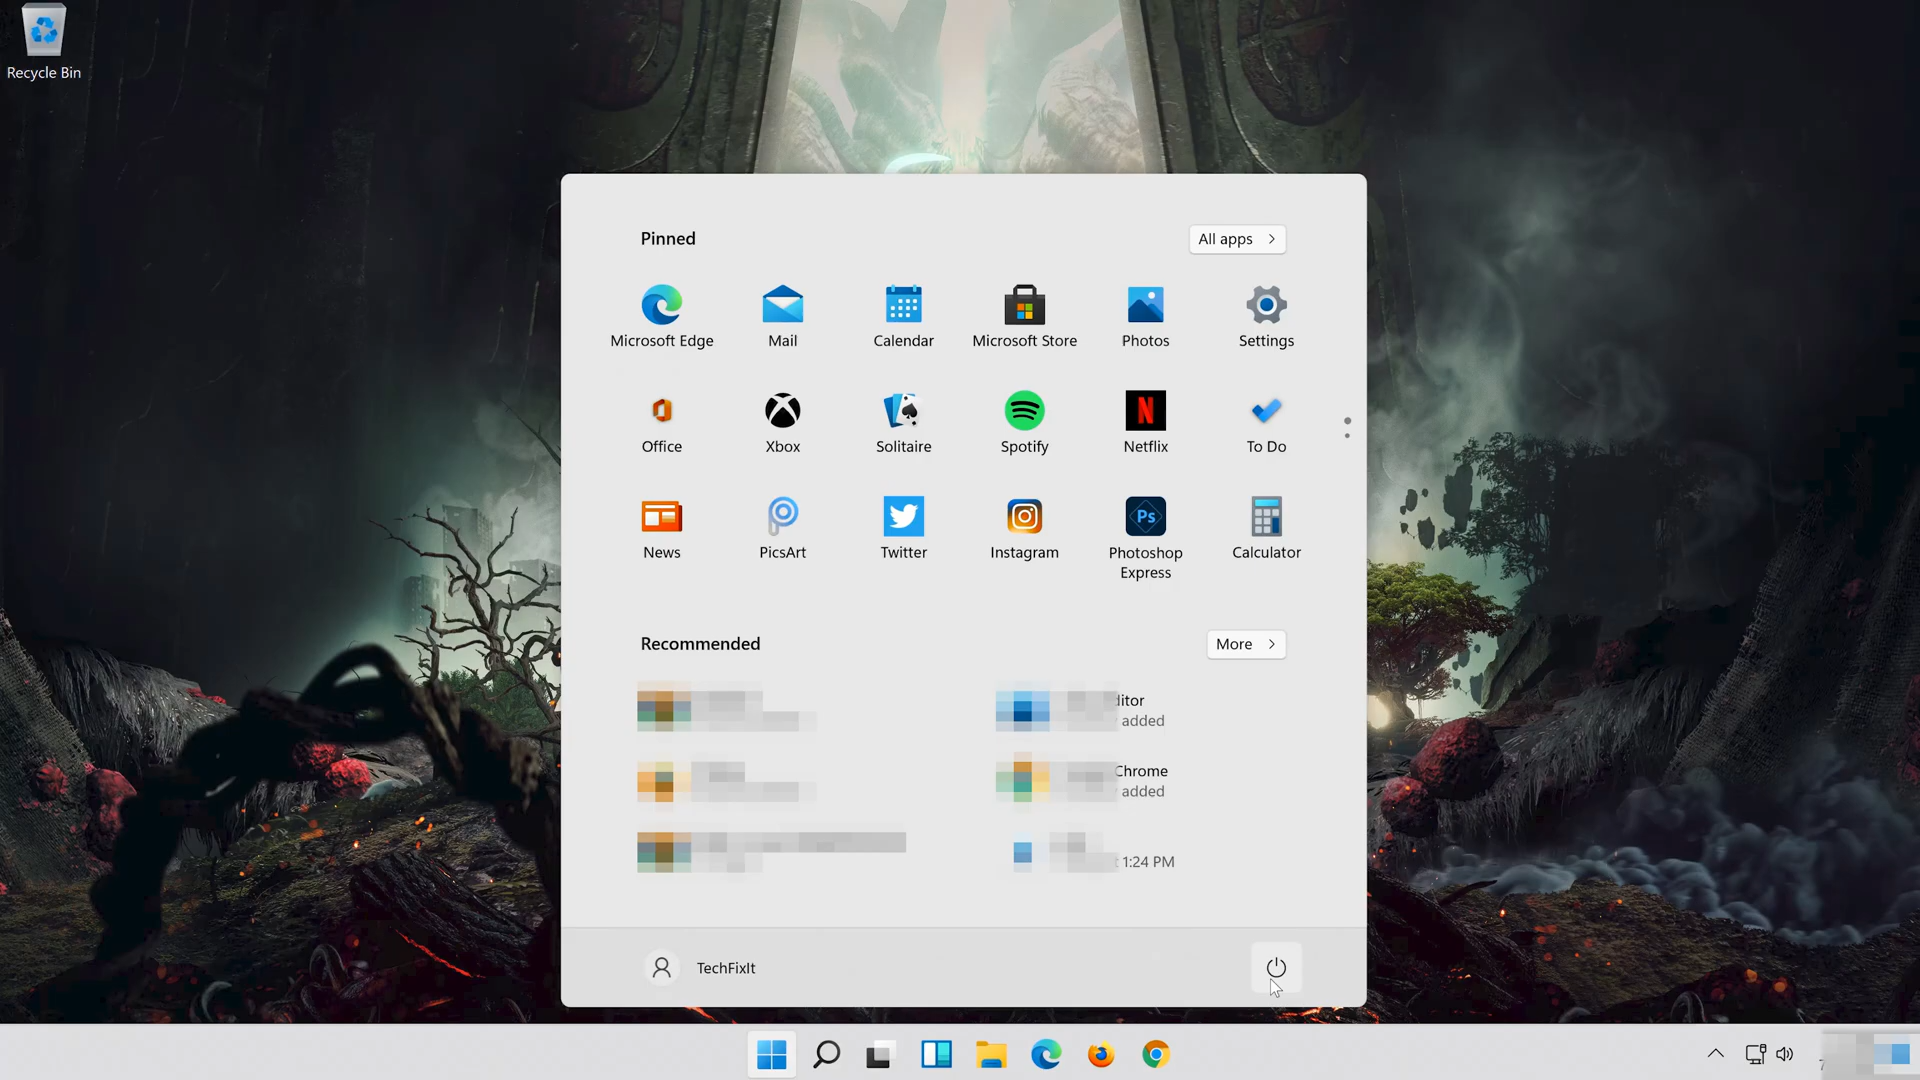 Recycle Bin
Pinned
All apps
Microsoft Edge
Mail
Calendar
Microsoft Store
Photos
Settings
Office
Xbox
Solitaire
Spotify
Netflix
To Do
News
PicsArt
Twitter
Instagram
Ps
Photoshop
Express
Calculator
Recommended
More
added
Chrome
added
1:24 PM
TechFixIt